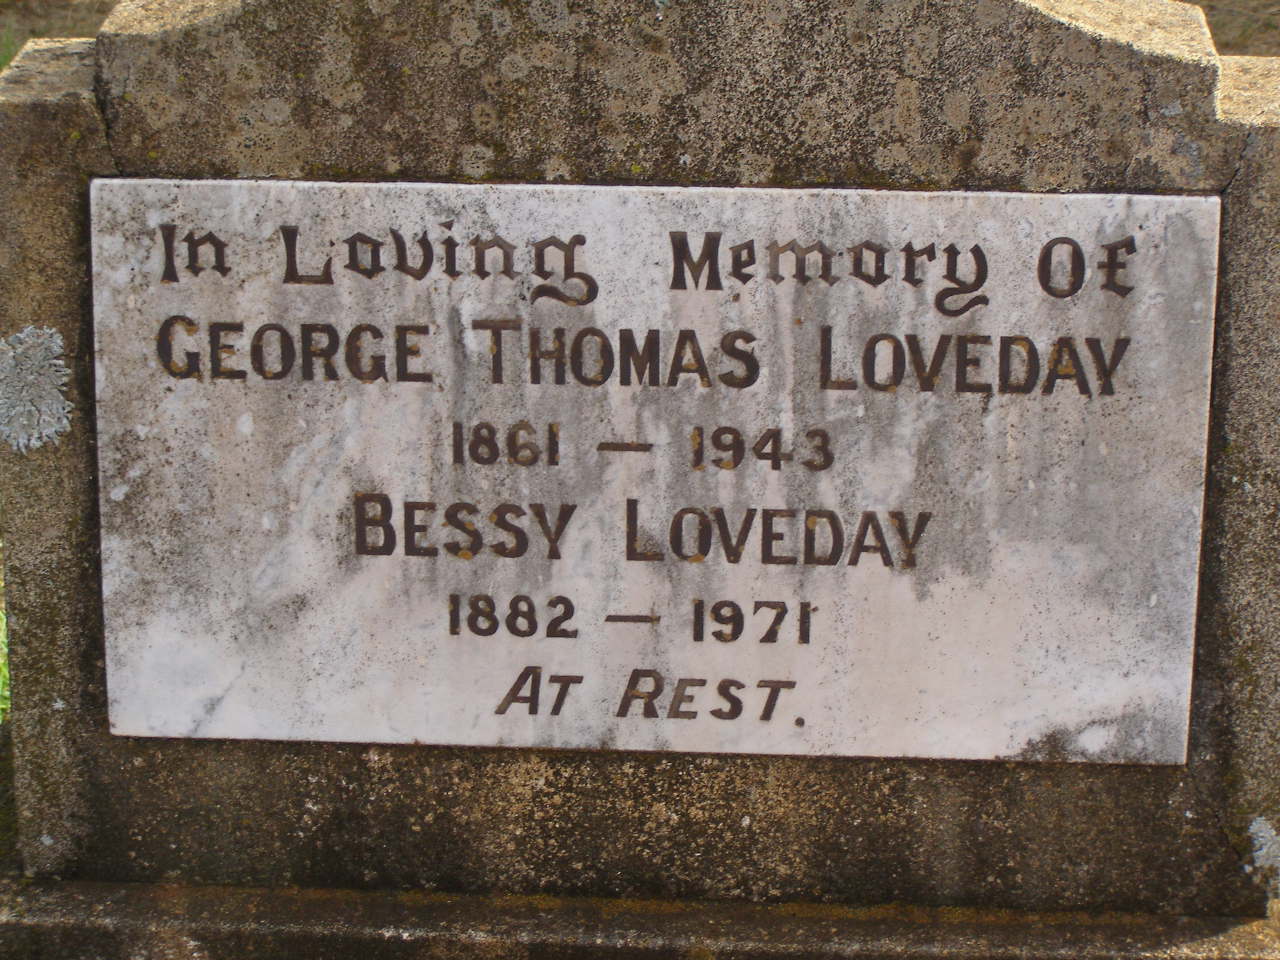 In Loving Memory Of
GEORGE THOMAS LOVEDAY
1861 — 1943
BESSY LOVEDAY
1882 — 1971
AT REST.